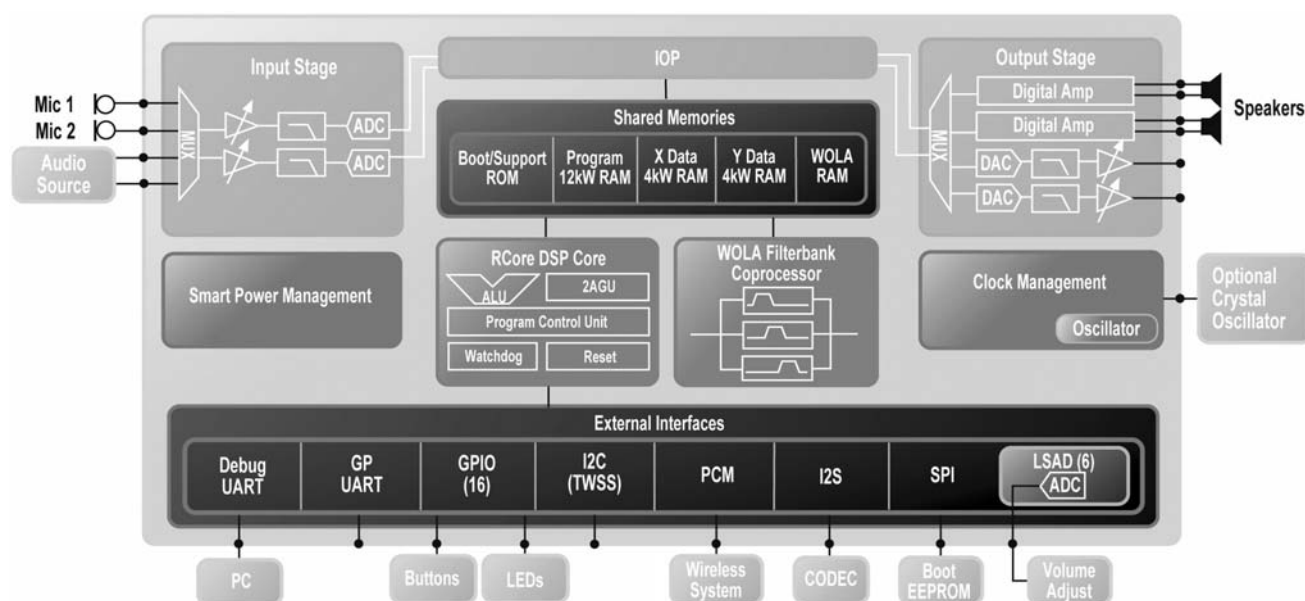 Input Stage
IOP
Output Stage
Mic 1
Mic 2
Audio
Source
MUX
ADC
ADC
Shared Memories
Boot/Support
ROM
Program
12kW RAM
X Data
4kW RAM
Y Data
4kW RAM
WOLA
RAM
MUX
Digital Amp
Digital Amp
DAC
DAC
Speakers
Smart Power Management
RCore DSP Core
ALU
2AGU
Program Control Unit
Watchdog
Reset
WOLA Filterbank
Coprocessor
Clock Management
Oscillator
Optional
Crystal
Oscillator
External Interfaces
Debug
UART
GP
UART
GPIO
(16)
I2C
(TWSS)
PCM
I2S
SPI
LSAD (6)
ADC
PC
Buttons
LEDs
Wireless
System
CODEC
Boot
EEPROM
Volume
Adjust